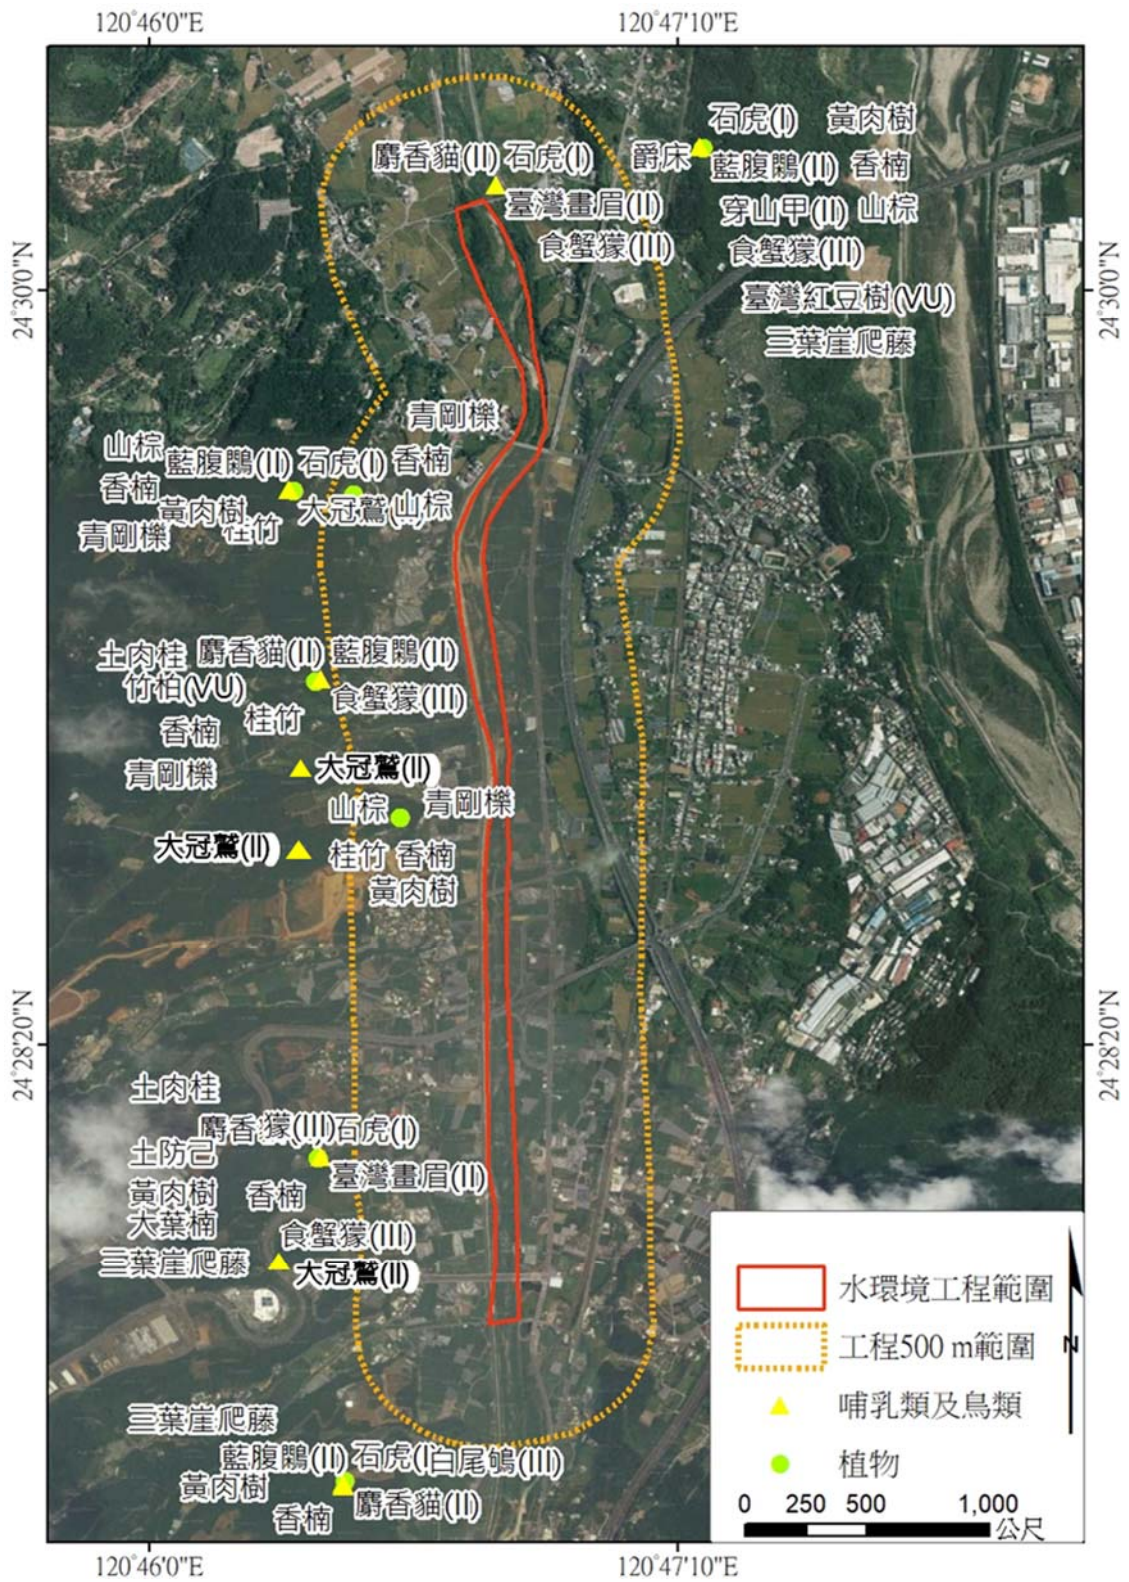 120°46'0"E 120°47'10"E
石虎(I) 黃肉樹
麝香貓(II) 石虎(I) 爵床
藍腹鷴(II) 香楠
臺灣畫眉(II) 穿山甲(II) 山棕
食蟹獴(III) 食蟹獴(III)
24°30'0"N 24°30'0"N
臺灣紅豆樹(VU)
三葉崖爬藤
青剛櫟
山棕 藍腹鷴(II) 石虎(I) 香楠
香楠 黃肉樹 大冠鷲( 山棕
青剛櫟 桂竹
土肉桂 麝香貓(II) 藍腹鷴(II)
竹柏(VU) 食蟹獴(III)
香楠 桂竹
青剛櫟 大冠鷲(II)
山棕 青剛櫟
大冠鷲(II) 桂竹 香楠
黃肉樹
24°28'20"N 24°28'20"N
土肉桂
麝香 獴(III) 石虎(I)
土防己 臺灣畫眉(II)
黃肉樹 香楠
大葉楠
食蟹獴(III)
三葉崖爬藤 大冠鷲(II)
水環境工程範圍
工程500 m範圍
N
哺乳類及鳥類
三葉崖爬藤
藍腹鷴(II) 石虎(I 白尾鴝(III)
植物
黃肉樹 麝香貓(II)
香楠
0 250 500 1,000
公尺
120°46'0"E 120°47'10"E